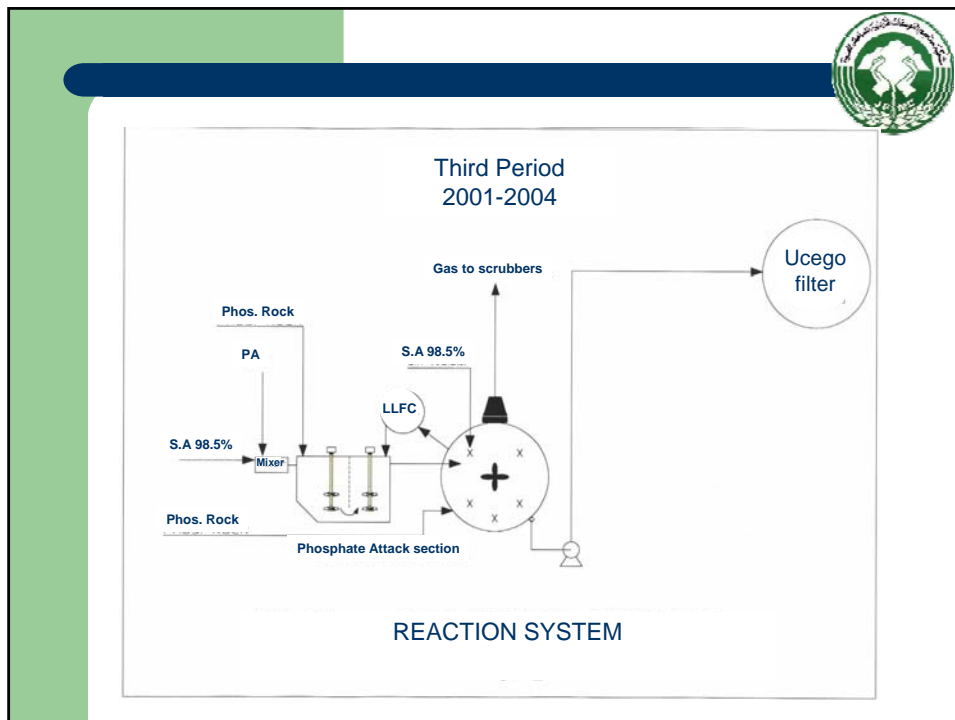 Third Period
2001-2004
Ucego
filter
Gas to scrubbers
Phos. Rock
PA
S.A 98.5%
LLFC
S.A 98.5%
Mixer
x
x
x
x
x
Phos. Rock
Phosphate Attack section
REACTION SYSTEM